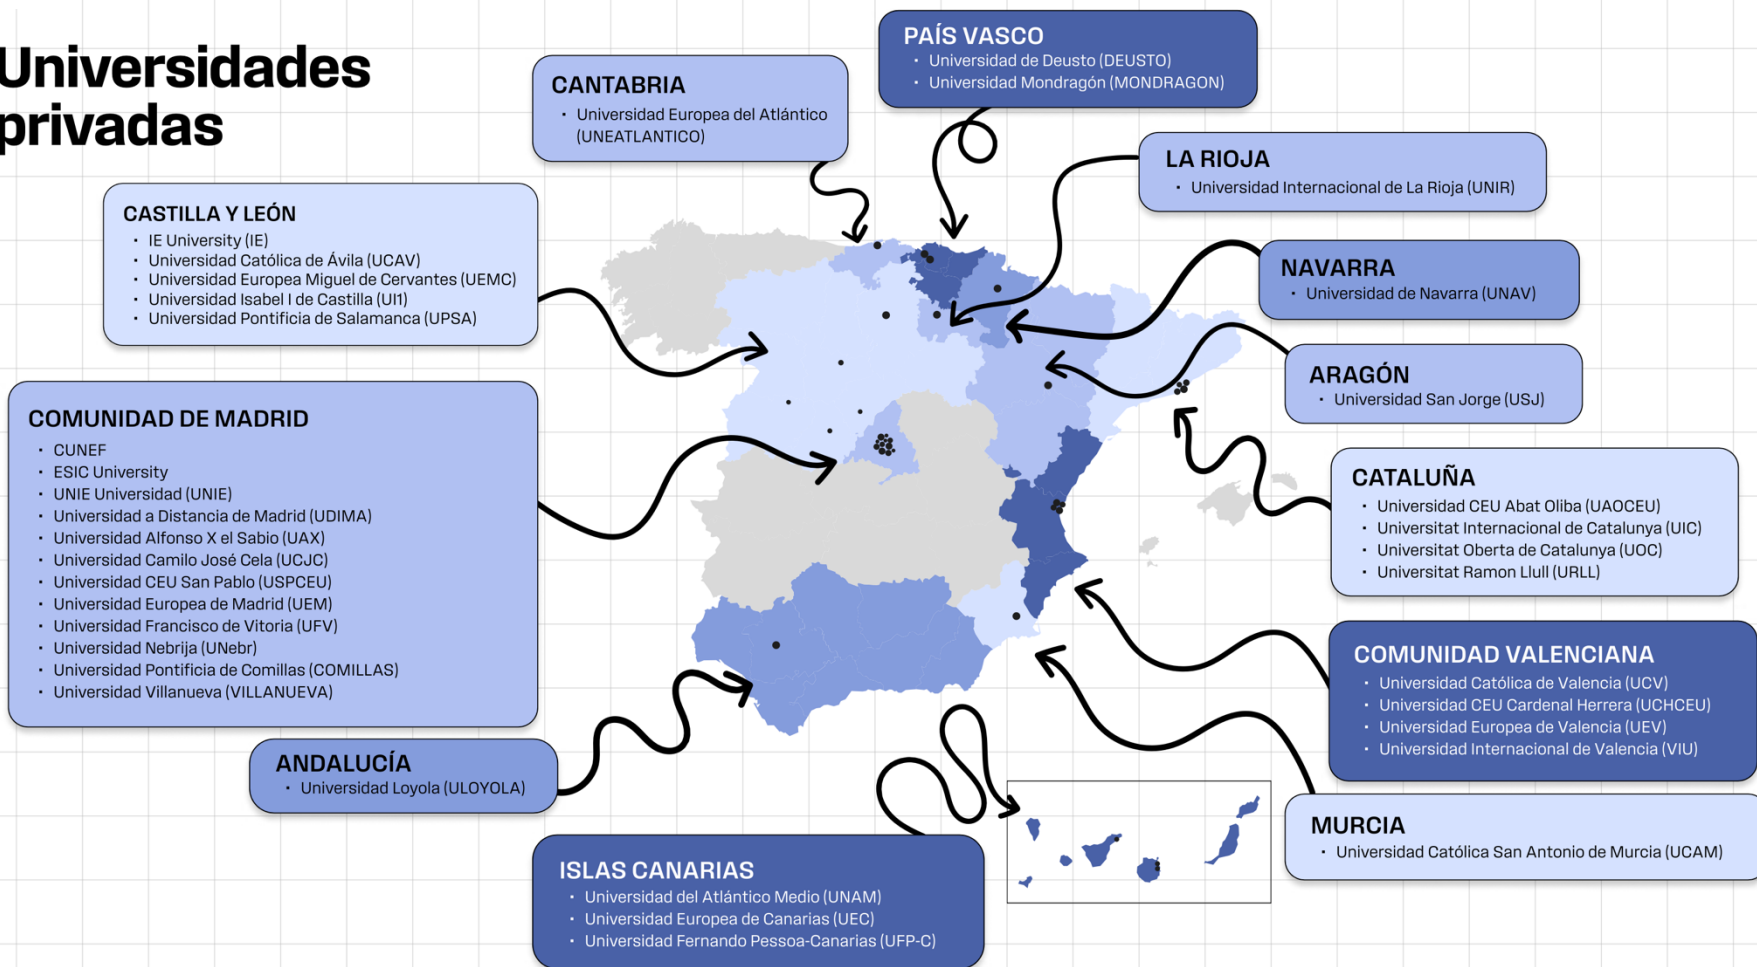 Universidades
privadas
PAÍS VASCO
Universidad de Deusto (DEUSTO)
Universidad Mondragón (MONDRAGON)
CANTABRIA
Universidad Europea del Atlántico
(UNEATLANTICO)
LA RIOJA
Universidad Internacional de La Rioja (UNIR)
CASTILLA Y LEÓN
IE University (IE)
Universidad Católica de Ávila (UCAV)
Universidad Europea Miguel de Cervantes (UEMC)
Universidad Isabel I de Castilla (UI1)
Universidad Pontificia de Salamanca (UPSA)
NAVARRA
Universidad de Navarra (UNAV)
ARAGÓN
Universidad San Jorge (USJ)
COMUNIDAD DE MADRID
CUNEF
ESIC University
UNIE Universidad (UNIE)
Universidad a Distancia de Madrid (UDIMA)
Universidad Alfonso X el Sabio (UAX)
Universidad Camilo José Cela (UCJC)
Universidad CEU San Pablo (USPCEU)
Universidad Europea de Madrid (UEM)
Universidad Francisco de Vitoria (UFV)
Universidad Nebrija (UNebr)
Universidad Pontificia de Comillas (COMILLAS)
Universidad Villanueva (VILLANUEVA)
CATALUÑA
Universidad CEU Abat Oliba (UAOCEU)
Universitat Internacional de Catalunya (UIC)
Universitat Oberta de Catalunya (UOC)
Universitat Ramon Llull (URLL)
COMUNIDAD VALENCIANA
Universidad Católica de Valencia (UCV)
Universidad CEU Cardenal Herrera (UCHCEU)
Universidad Europea de Valencia (UEV)
Universidad Internacional de Valencia (VIU)
ANDALUCÍA
Universidad Loyola (ULOYOLA)
MURCIA
Universidad Católica San Antonio de Murcia (UCAM)
ISLAS CANARIAS
Universidad del Atlántico Medio (UNAM)
Universidad Europea de Canarias (UEC)
Universidad Fernando Pessoa-Canarias (UFP-C)